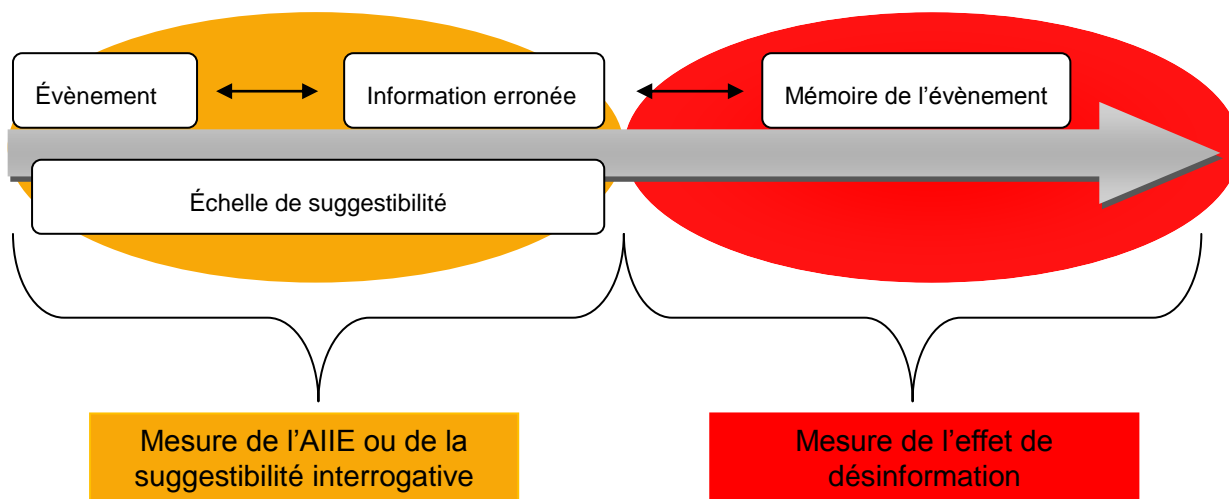 Évènement
Information erronée
Mémoire de l’évènement
Échelle de suggestibilité
Mesure de l’AIIE ou de la
suggestibilité interrogative
Mesure de l’effet de
désinformation